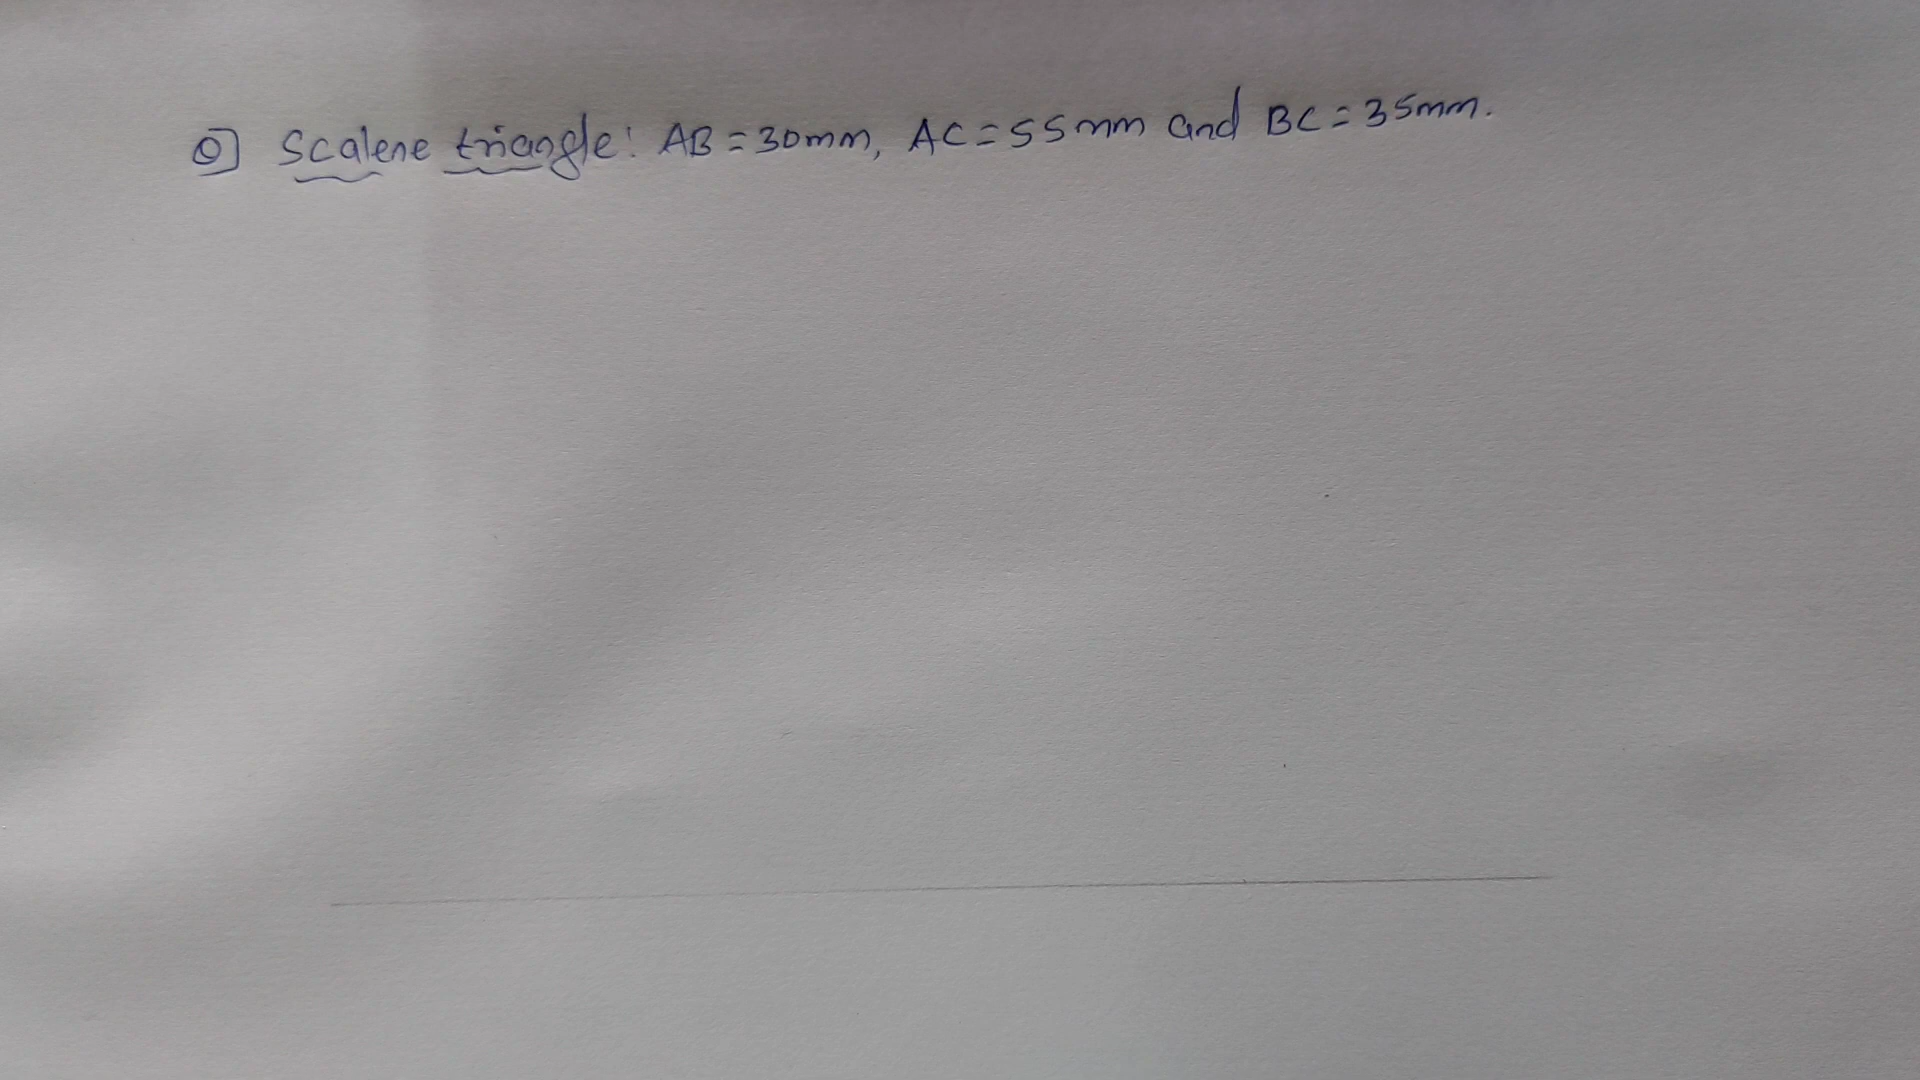 ⊙] Scalene triangle: AB = 30mm, AC = 55mm and BC = 35mm.